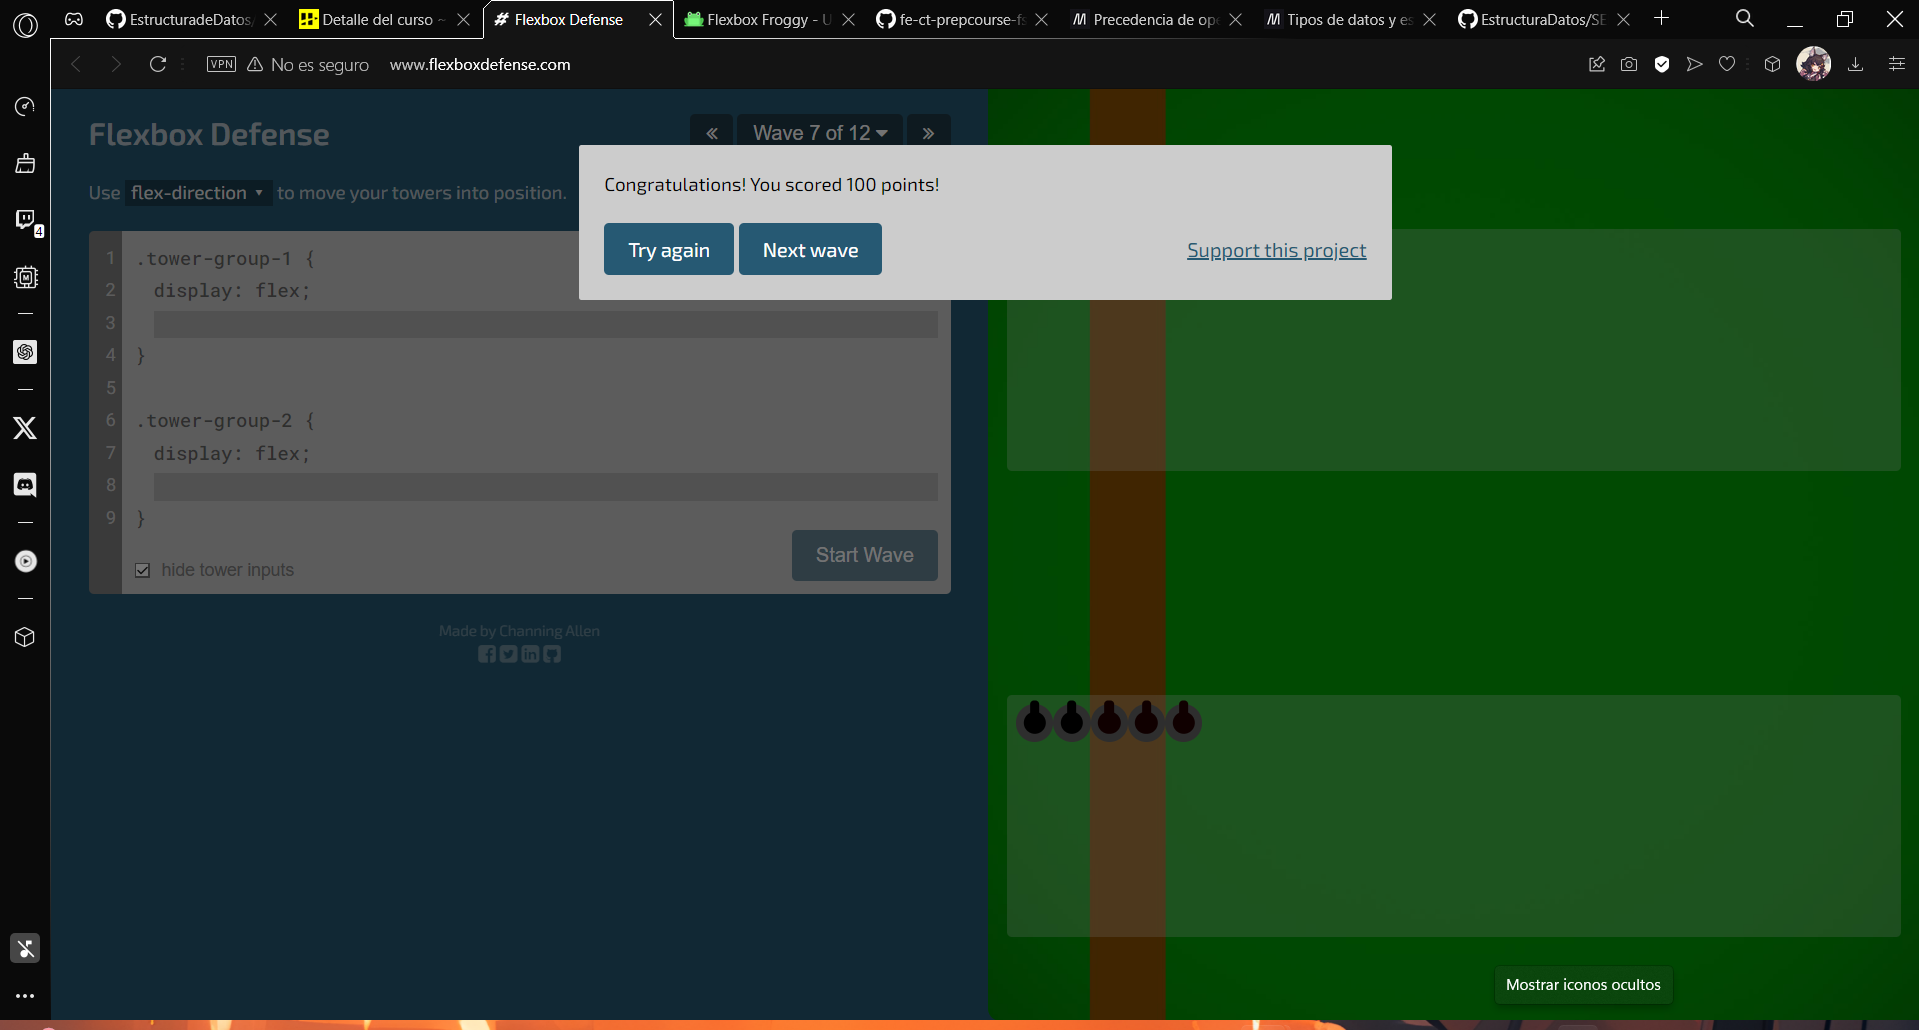 EstructuradeDatos/
Detalle del curso ~
Flexbox Defense
Flexbox Froggy - U
fe-ct-prepcourse-fs
Precedencia de ope
Tipos de datos y es
EstructuraDatos/SE
VPN
No es seguro
www.flexboxdefense.com
4
Flexbox Defense
« Wave 7 of 12 »
Use flex-direction to move your towers into position.
Congratulations! You scored 100 points!
Try again
Next wave
Support this project
1 .tower-group-1 {
2 display: flex;
3
4 }
5
6 .tower-group-2 {
7 display: flex;
8
9 }
hide tower inputs
Start Wave
Made by Channing Allen
Mostrar iconos ocultos